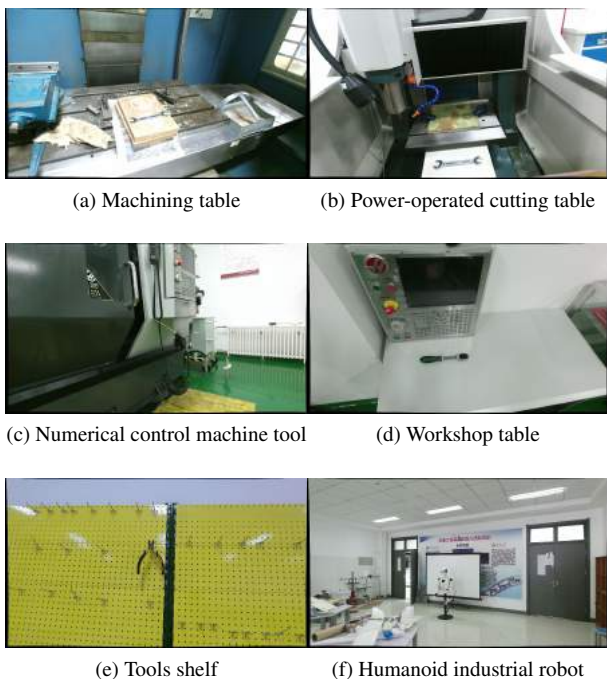 (a) Machining table
(b) Power-operated cutting table
(c) Numerical control machine tool
(d) Workshop table
(e) Tools shelf
(f) Humanoid industrial robot